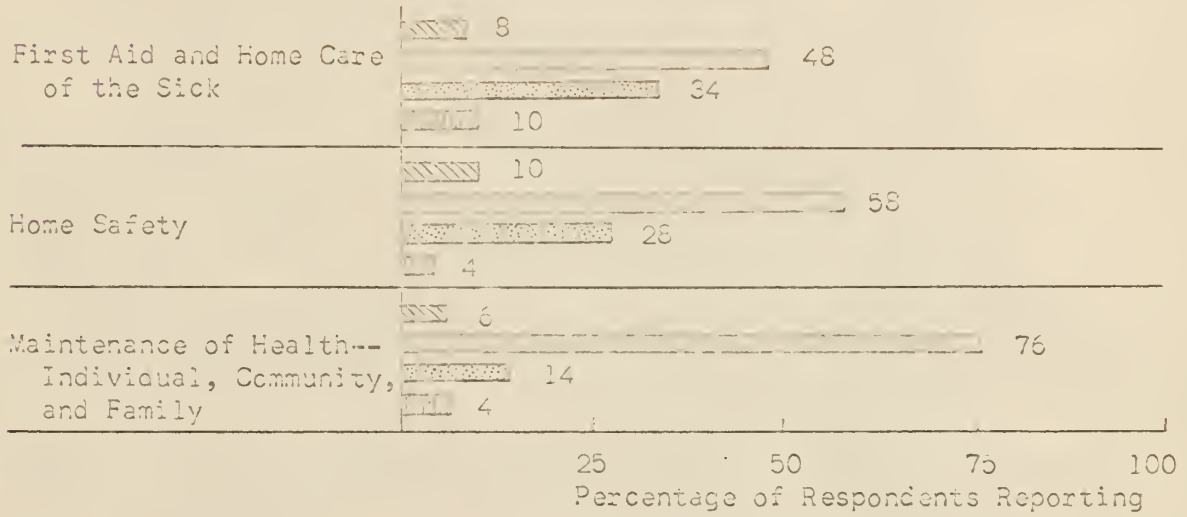 8
First Aid and Home Care 48
of the Sick 34
10
10
58
Home Safety 28
4
6
Maintenance of Health-- 76
Individual, Community, 14
and Family 4
25 50 75 100
Percentage of Respondents Reporting